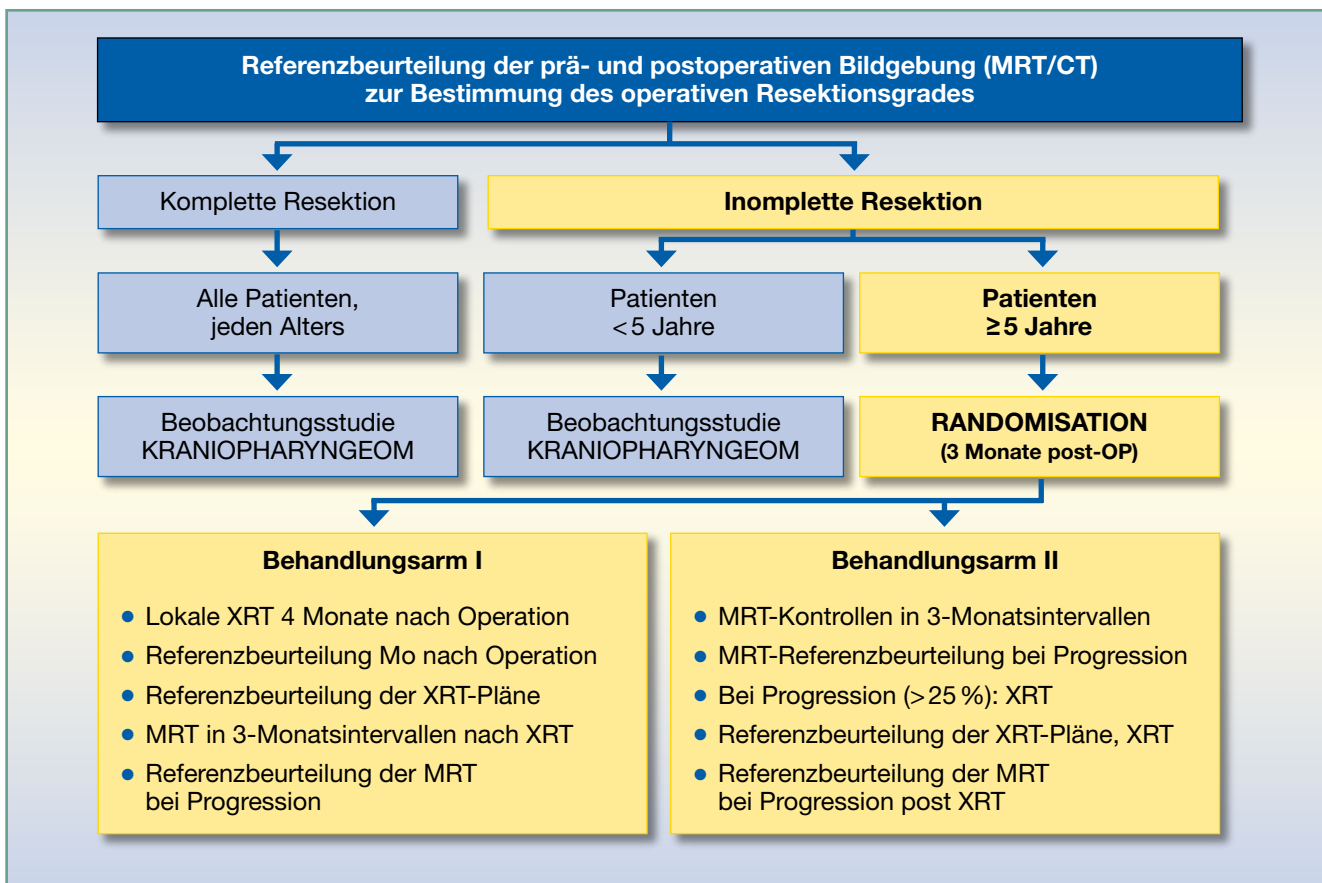 Referenzbeurteilung der prä- und postoperativen Bildgebung (MRT/CT)
zur Bestimmung des operativen Resektionsgrades
Komplette Resektion
Inomplette Resektion
Alle Patienten,
jeden Alters
Patienten
< 5 Jahre
Patienten
≥ 5 Jahre
Beobachtungsstudie
KRANIOPHARYNGEOM
Beobachtungsstudie
KRANIOPHARYNGEOM
RANDOMISATION
(3 Monate post-OP)
Behandlungsarm I
• Lokale XRT 4 Monate nach Operation
• Referenzbeurteilung Mo nach Operation
• Referenzbeurteilung der XRT-Pläne
• MRT in 3-Monatsintervallen nach XRT
• Referenzbeurteilung der MRT
bei Progression
Behandlungsarm II
• MRT-Kontrollen in 3-Monatsintervallen
• MRT-Referenzbeurteilung bei Progression
• Bei Progression (> 25 %): XRT
• Referenzbeurteilung der XRT-Pläne, XRT
• Referenzbeurteilung der MRT
bei Progression post XRT